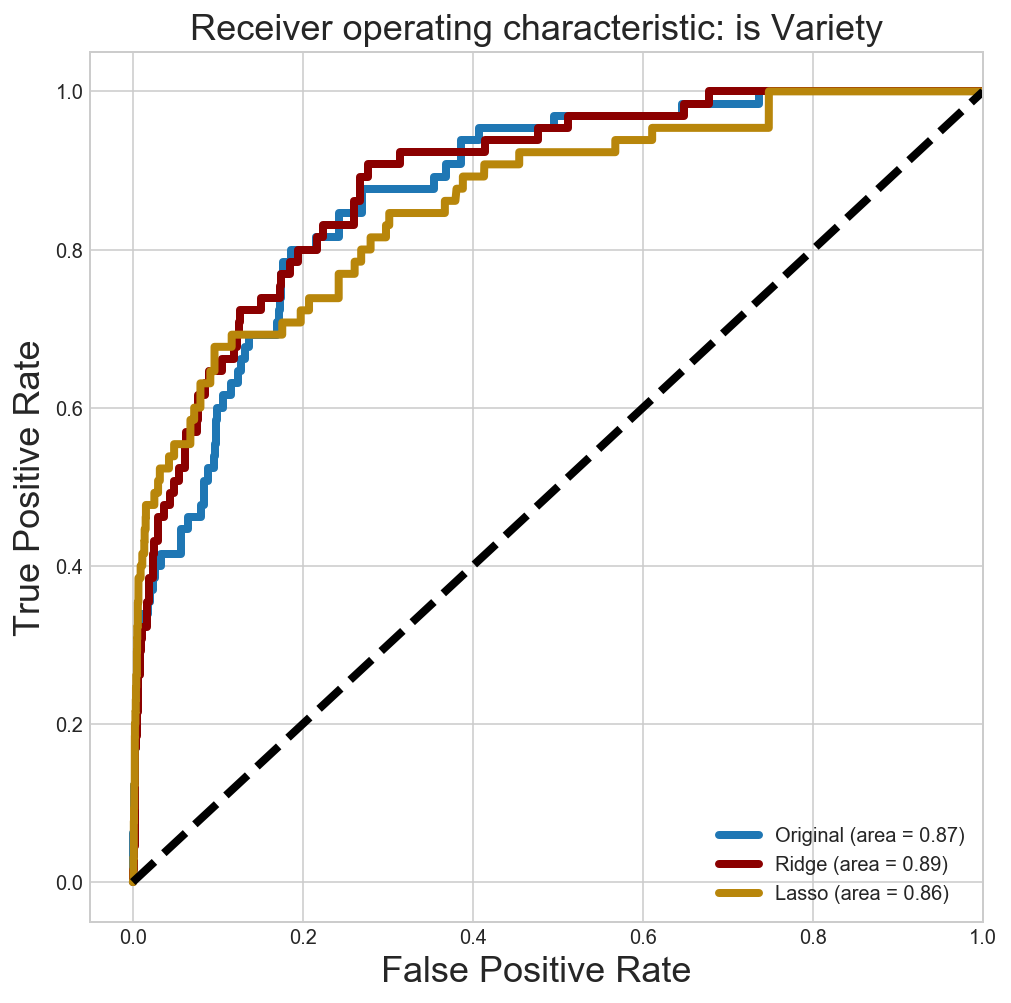 Receiver operating characteristic: is Variety
True Positive Rate
1.0
0.8
0.6
0.4
0.2
0.0
Original (area = 0.87)
Ridge (area = 0.89)
Lasso (area = 0.86)
0.0 0.2 0.4 0.6 0.8 1.0
False Positive Rate